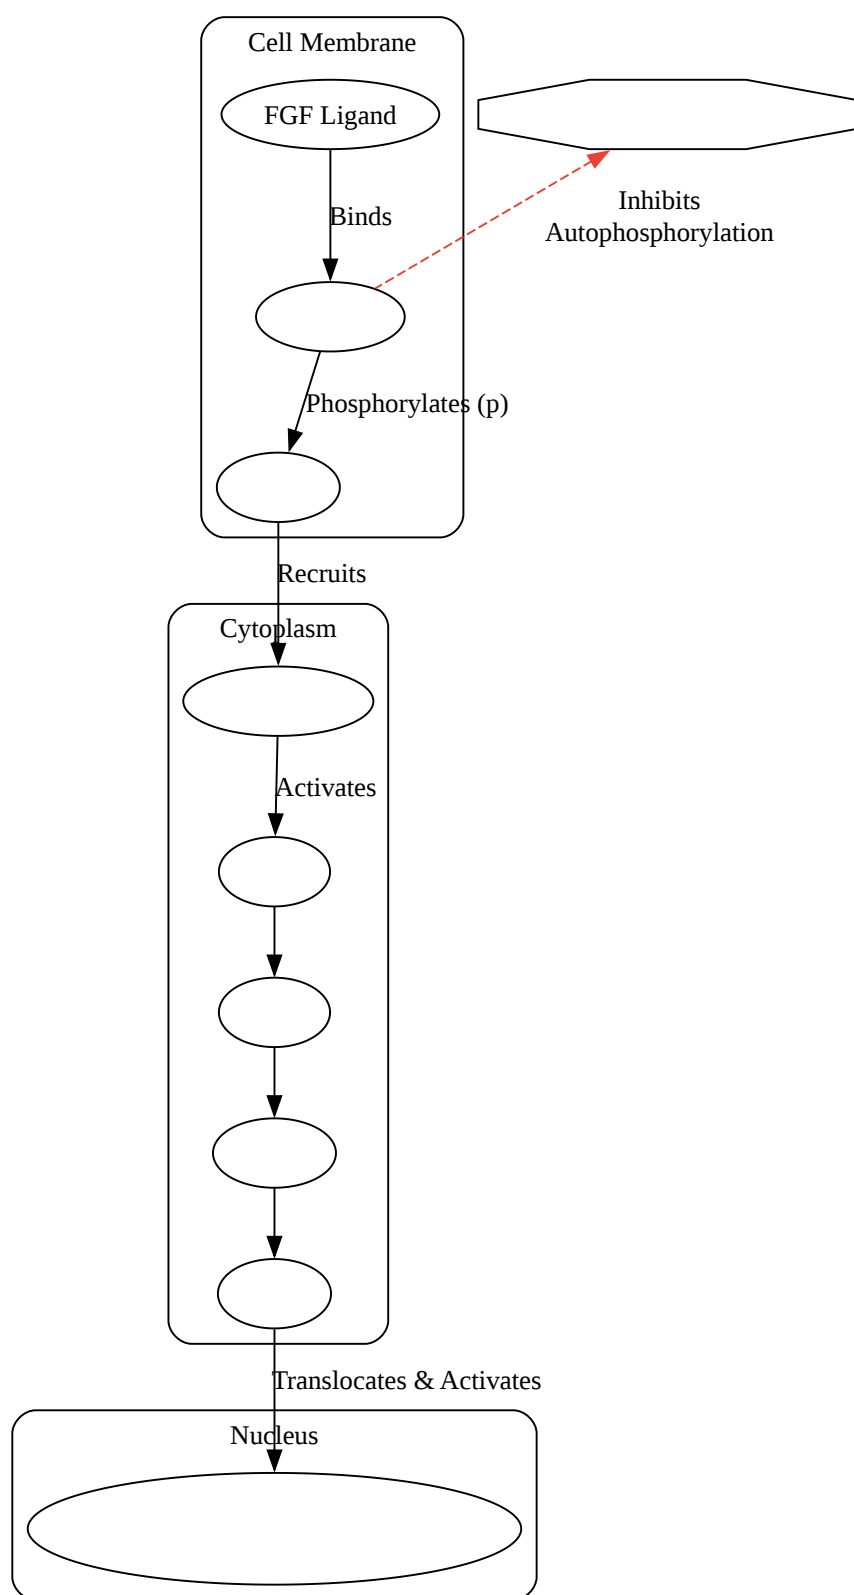 Cell Membrane
FGF Ligand
Binds
Inhibits
Autophosphorylation
Phosphorylates (p)
Recruits
Cytoplasm
Activates
Translocates & Activates
Nucleus